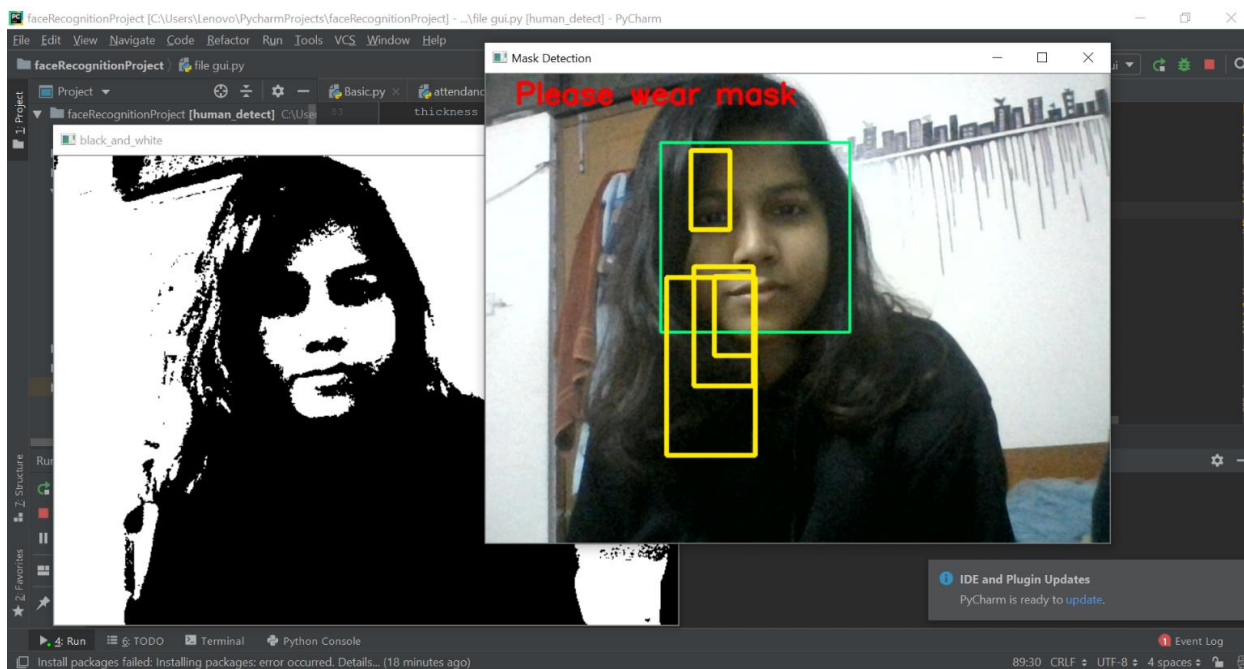 faceRecognitionProject [C:\Users\Lenovo\PycharmProjects\faceRecognitionProject] - ...\file gui.py [human_detect] - PyCharm
File Edit View Navigate Code Refactor Run Tools VCS Window Help
faceRecognitionProject file gui.py
Mask Detection
Please wear mask
1: Project
Project
Basic.py
faceRecognitionProject [human_detect]
83 thickness
black_and_white
Run
Z: Structure
2: Favorites
IDE and Plugin Updates
PyCharm is ready to update.
4: Run 6: TODO Terminal Python Console
1 Event Log
Install packages failed: Installing packages: error occurred. Details... (18 minutes ago)
89:30 CRLF UTF-8 4 spaces